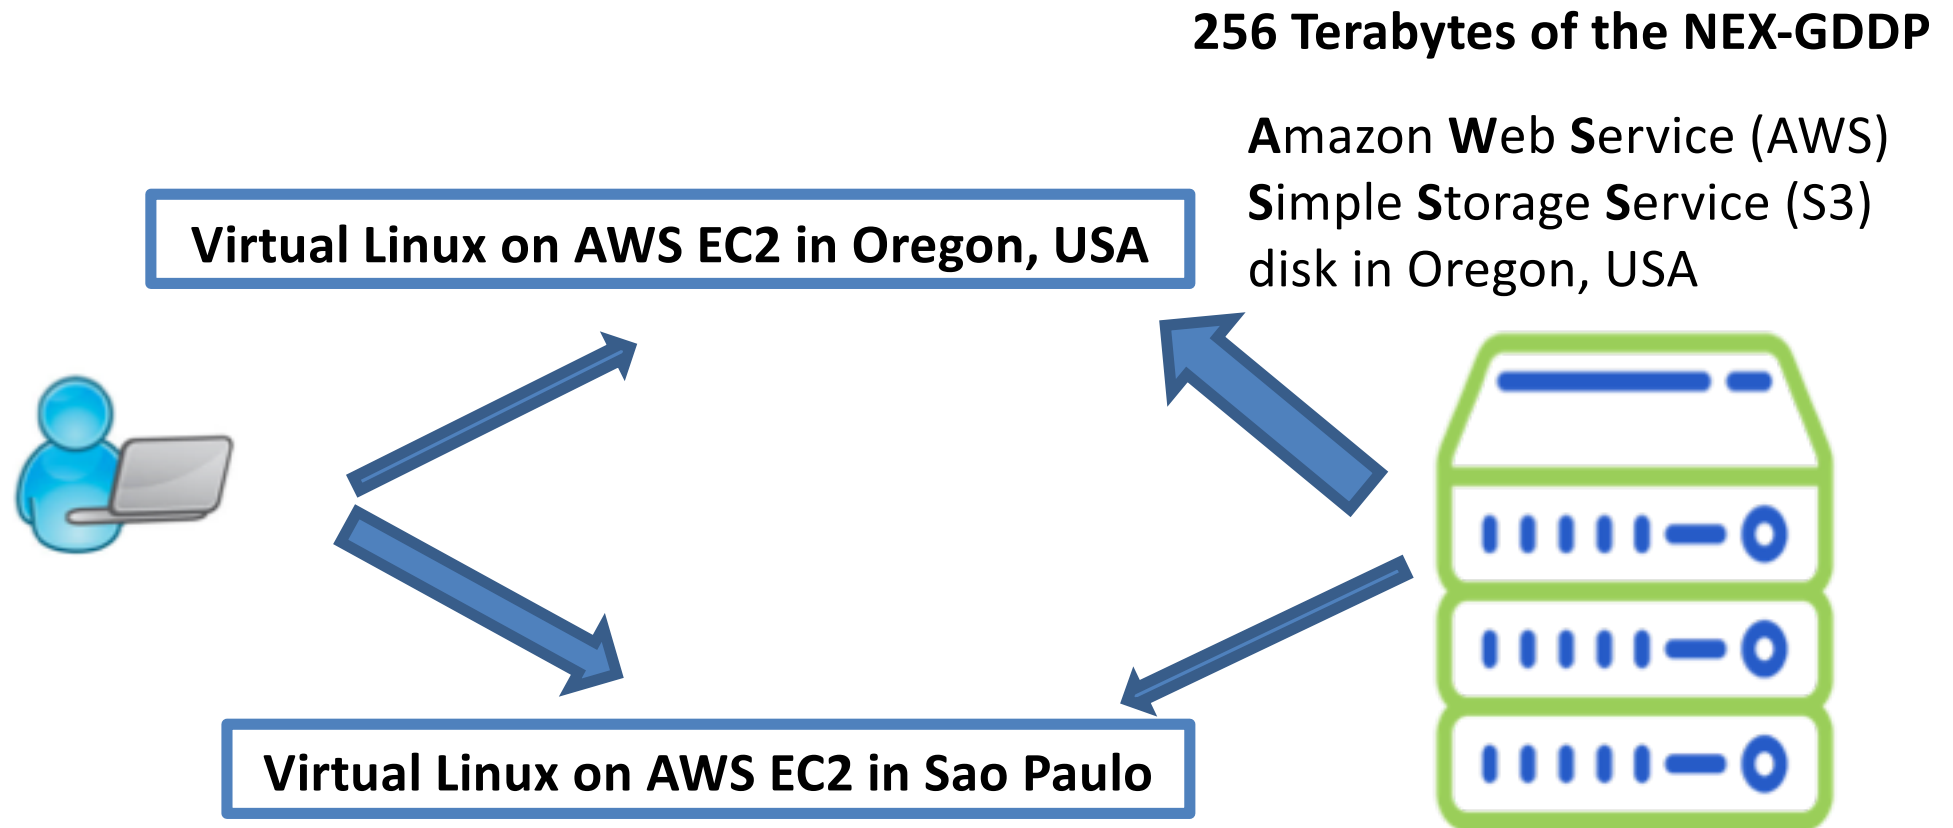 256 Terabytes of the NEX-GDDP
Amazon Web Service (AWS)
Simple Storage Service (S3)
disk in Oregon, USA
Virtual Linux on AWS EC2 in Oregon, USA
Virtual Linux on AWS EC2 in Sao Paulo